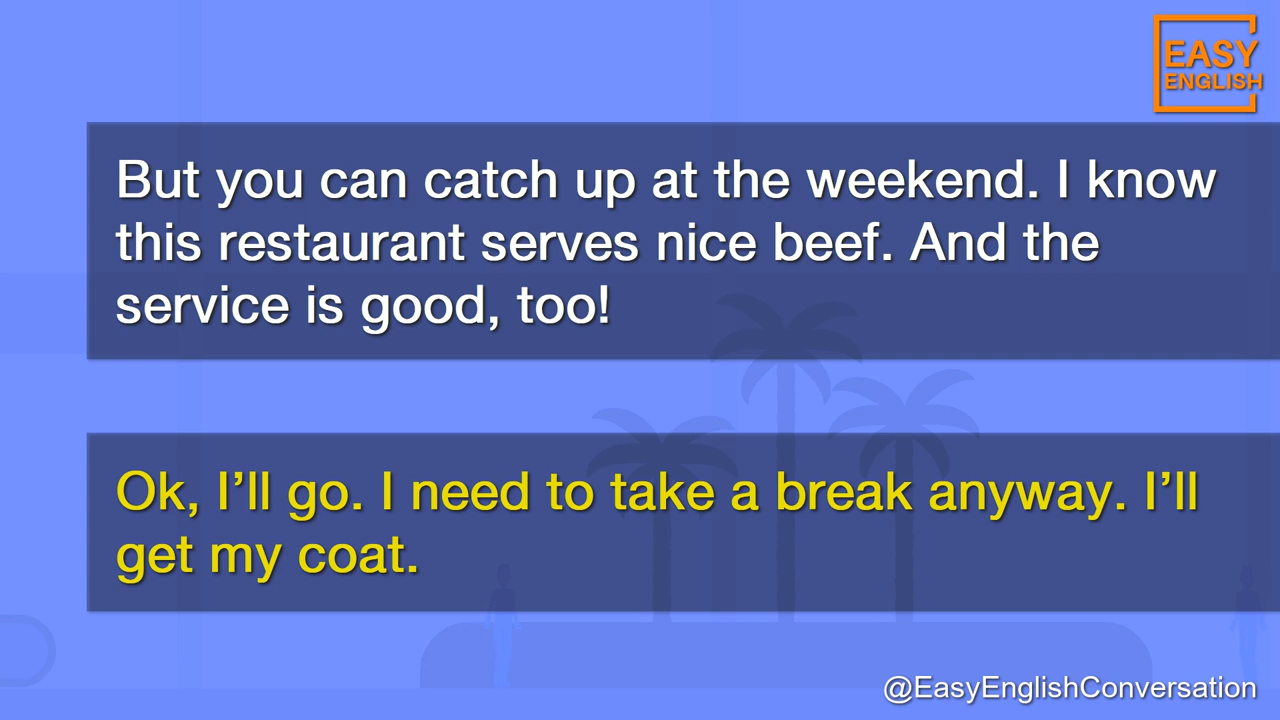 EASY
ENGLISH
But you can catch up at the weekend. I know
this restaurant serves nice beef. And the
service is good, too!
Ok, I’ll go. I need to take a break anyway. I’ll
get my coat.
@EasyEnglishConversation